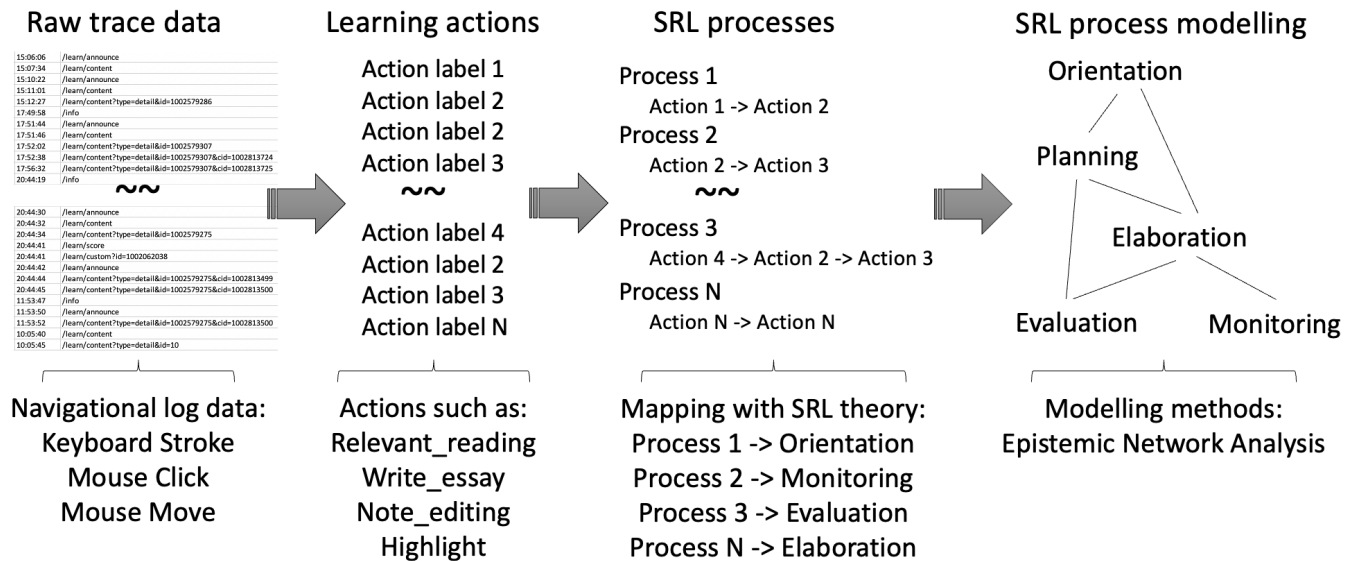 Raw trace data
15:06:06 /learn/announce
15:07:34 /learn/content
15:10:22 /learn/announce
15:11:01 /learn/content
15:12:27 /learn/content?type=detail&id=1002579286
17:49:58 /info
17:51:44 /learn/announce
17:51:46 /learn/content
17:52:02 /learn/content?type=detail&id=1002579307
17:52:38 /learn/content?type=detail&id=1002579307&cid=1002813724
17:56:32 /learn/content?type=detail&id=1002579307&cid=1002813725
20:44:19 /info
~~
20:44:30 /learn/announce
20:44:32 /learn/content
20:44:34 /learn/content?type=detail&id=1002579275
20:44:41 /learn/score
20:44:41 /learn/custom?id=1002062038
20:44:42 /learn/announce
20:44:44 /learn/content?type=detail&id=1002579275&cid=1002813499
20:44:45 /learn/content?type=detail&id=1002579275&cid=1002813500
11:53:47 /info
11:53:50 /learn/announce
11:53:52 /learn/content?type=detail&id=1002579275&cid=1002813500
10:05:40 /learn/content
10:05:45 /learn/content?type=detail&id=10
Navigational log data:
Keyboard Stroke
Mouse Click
Mouse Move
Learning actions
Action label 1
Action label 2
Action label 2
Action label 3
~~
Action label 4
Action label 2
Action label 3
Action label N
Actions such as:
Relevant_reading
Write_essay
Note_editing
Highlight
SRL processes
Process 1
Action 1 -> Action 2
Process 2
Action 2 -> Action 3
~~
Process 3
Action 4 -> Action 2 -> Action 3
Process N
Action N -> Action N
Mapping with SRL theory:
Process 1 -> Orientation
Process 2 -> Monitoring
Process 3 -> Evaluation
Process N -> Elaboration
SRL process modelling
Orientation
Planning
Elaboration
Evaluation
Monitoring
Modelling methods:
Epistemic Network Analysis